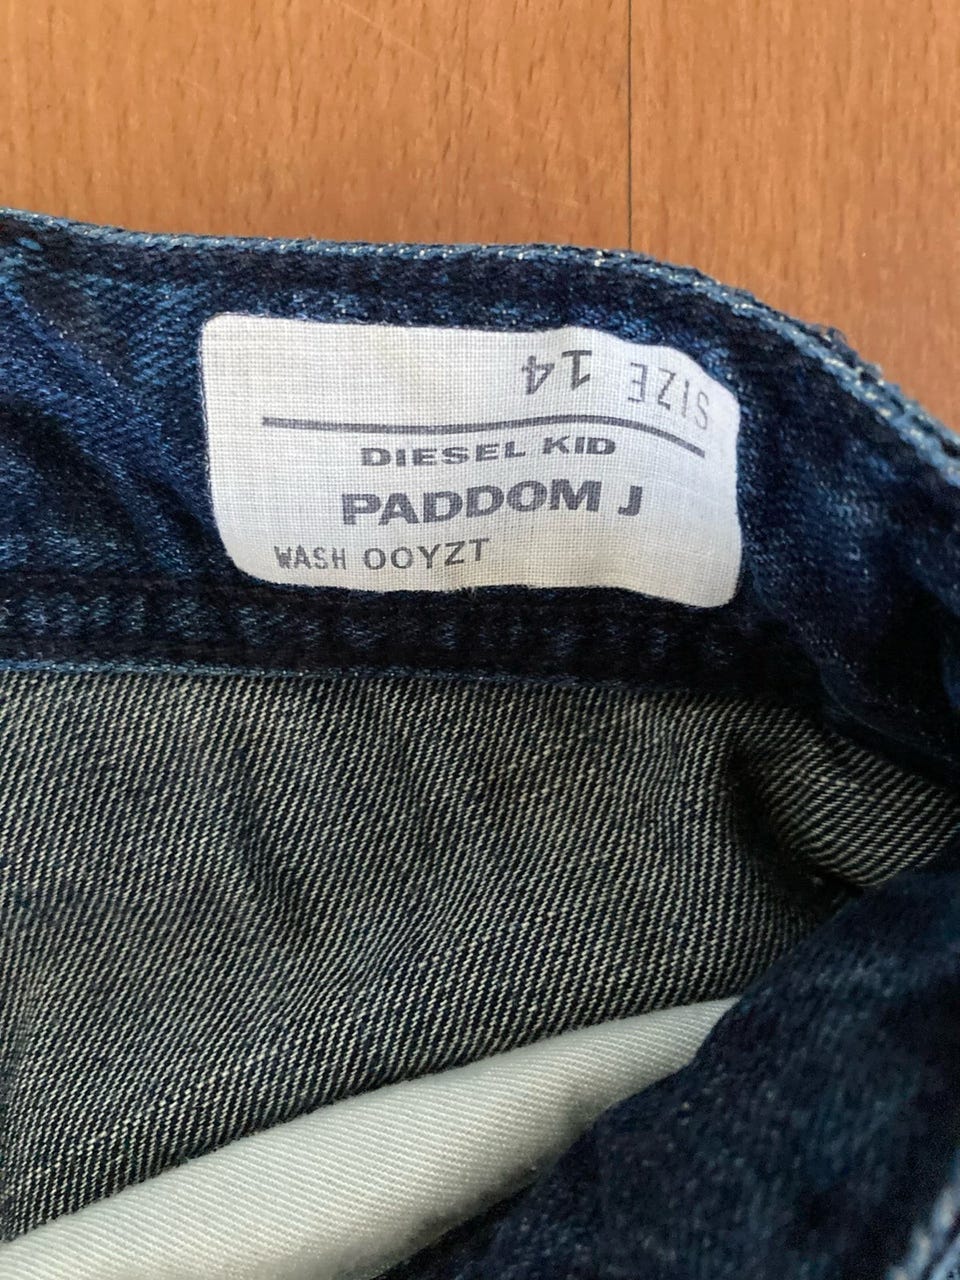 SIZE 14
DIESEL KID
PADDOM J
WASH OOYZT